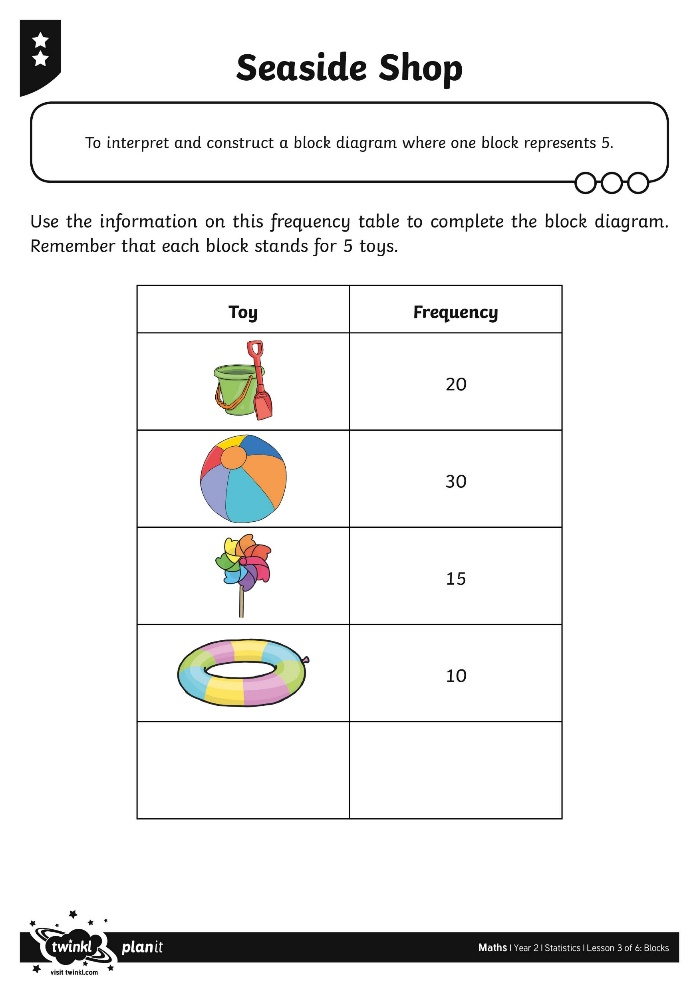 Seaside Shop
To interpret and construct a block diagram where one block represents 5.
Use the information on this frequency table to complete the block diagram.
Remember that each block stands for 5 toys.
Toy Frequency
20
30
15
10
twinkl planit Maths | Year 2 | Statistics | Lesson 3 of 6: Blocks
visit twinkl.com